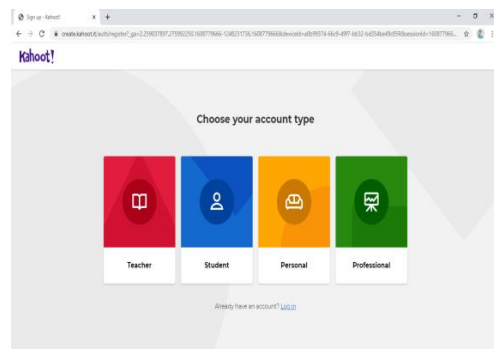 Sign up - Kahoot!
Kahoot!
Choose your account type
Teacher
Student
Personal
Professional
Already have an account? Log in